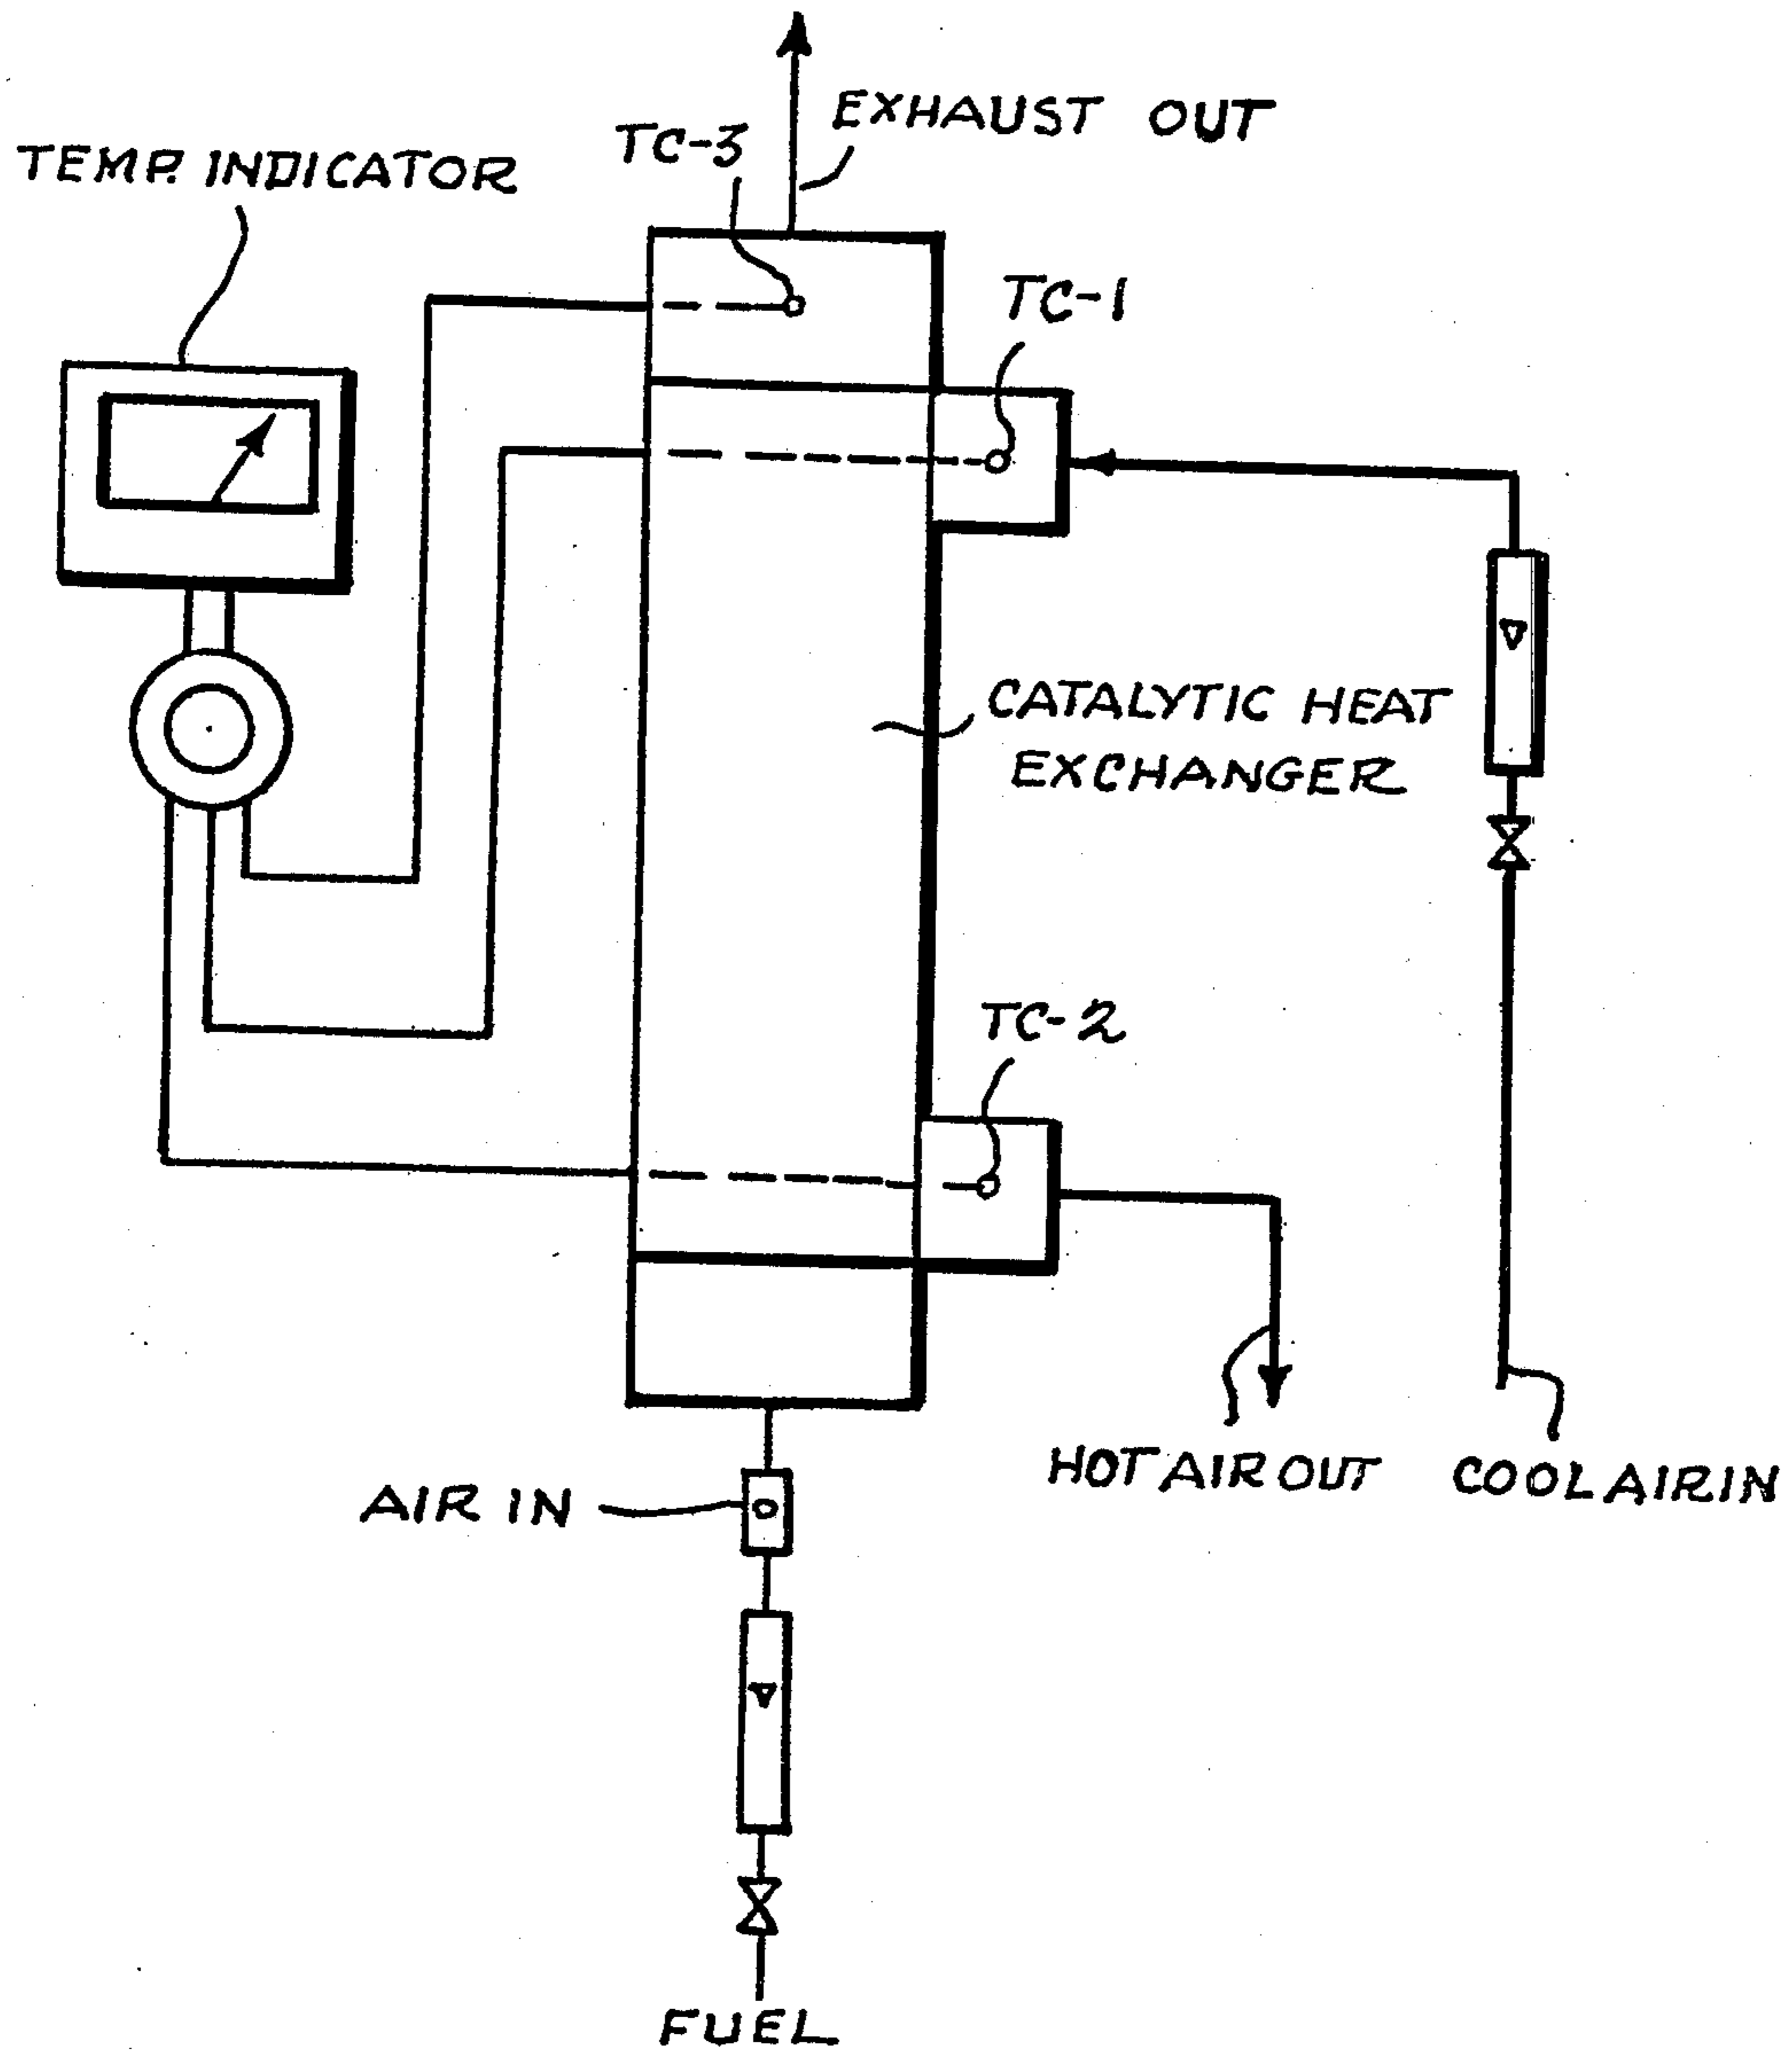 EXHAUST OUT
TC-3
TEMP. INDICATOR
TC-1
CATALYTIC HEAT
EXCHANGER
TC-2
HOT AIR OUT
COOL AIR IN
AIR IN
FUEL